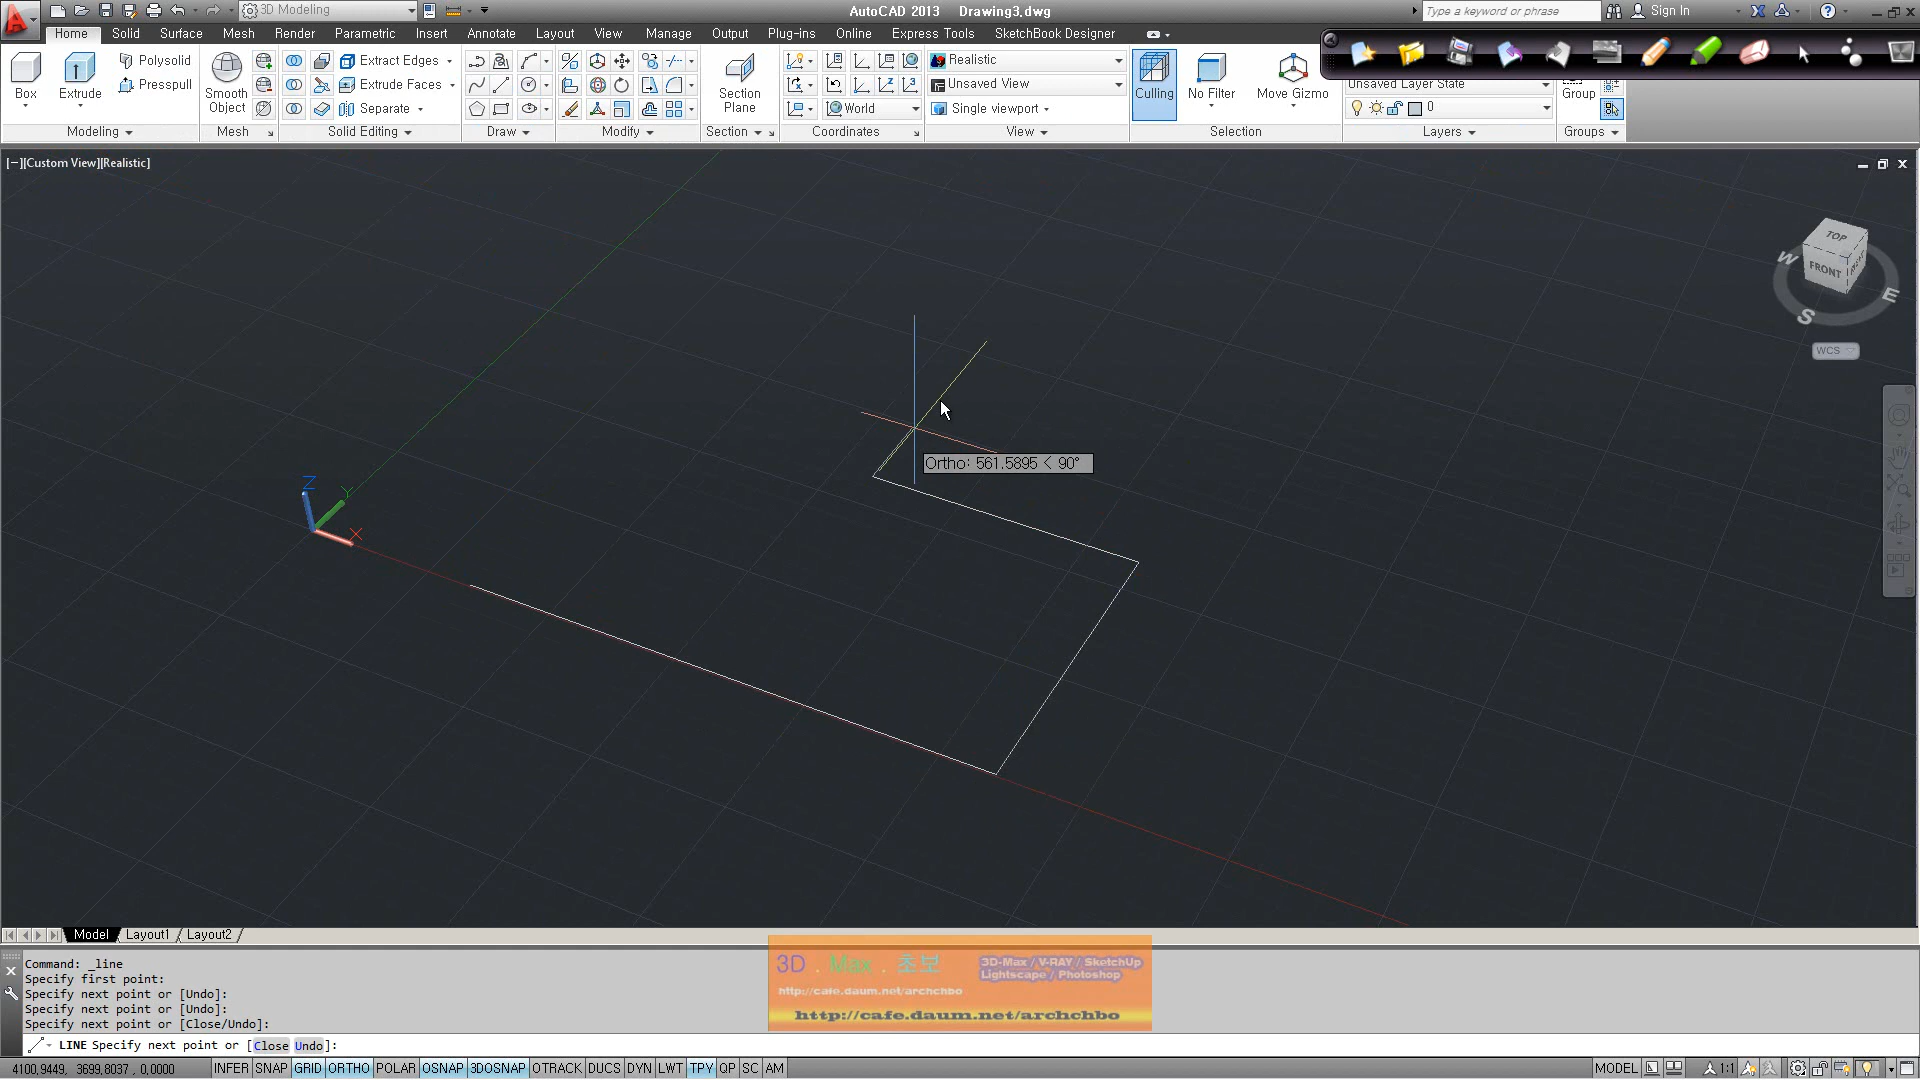 3D Modeling
AutoCAD 2013 Drawing3.dwg
Type a keyword or phrase
Sign In
Home Solid Surface Mesh Render Parametric Insert Annotate Layout View Manage Output Plug-ins Online Express Tools SketchBook Designer
Box
Extrude
Polysolid
Presspull
Modeling
Smooth
Object
Mesh
Extract Edges
Extrude Faces
Separate
Solid Editing
Draw
Modify
Section
Plane
Section
World
Coordinates
Realistic
Unsaved View
Single viewport
View
Culling
No Filter
Move Gizmo
Selection
Unsaved Layer State
0
Layers
Group
Groups
[−][Custom View][Realistic]
TOP
FRONT
W
S
E
WCS
Z
Y
X
Ortho: 561.5895 < 90°
Model Layout1 Layout2
Command: _line
Specify first point:
Specify next point or [Undo]:
Specify next point or [Undo]:
Specify next point or [Close/Undo]:
LINE Specify next point or [Close Undo]:
3D . Max . 초보
3D-Max / V-RAY / SketchUp
Lightscape / Photoshop
http://cafe.daum.net/archchbo
http://cafe.daum.net/archchbo
4100,9449, 3699,8037 , 0,0000
INFER SNAP GRID ORTHO POLAR OSNAP 3DOSNAP OTRACK DUCS DYN LWT TPY QP SC AM
MODEL
1:1